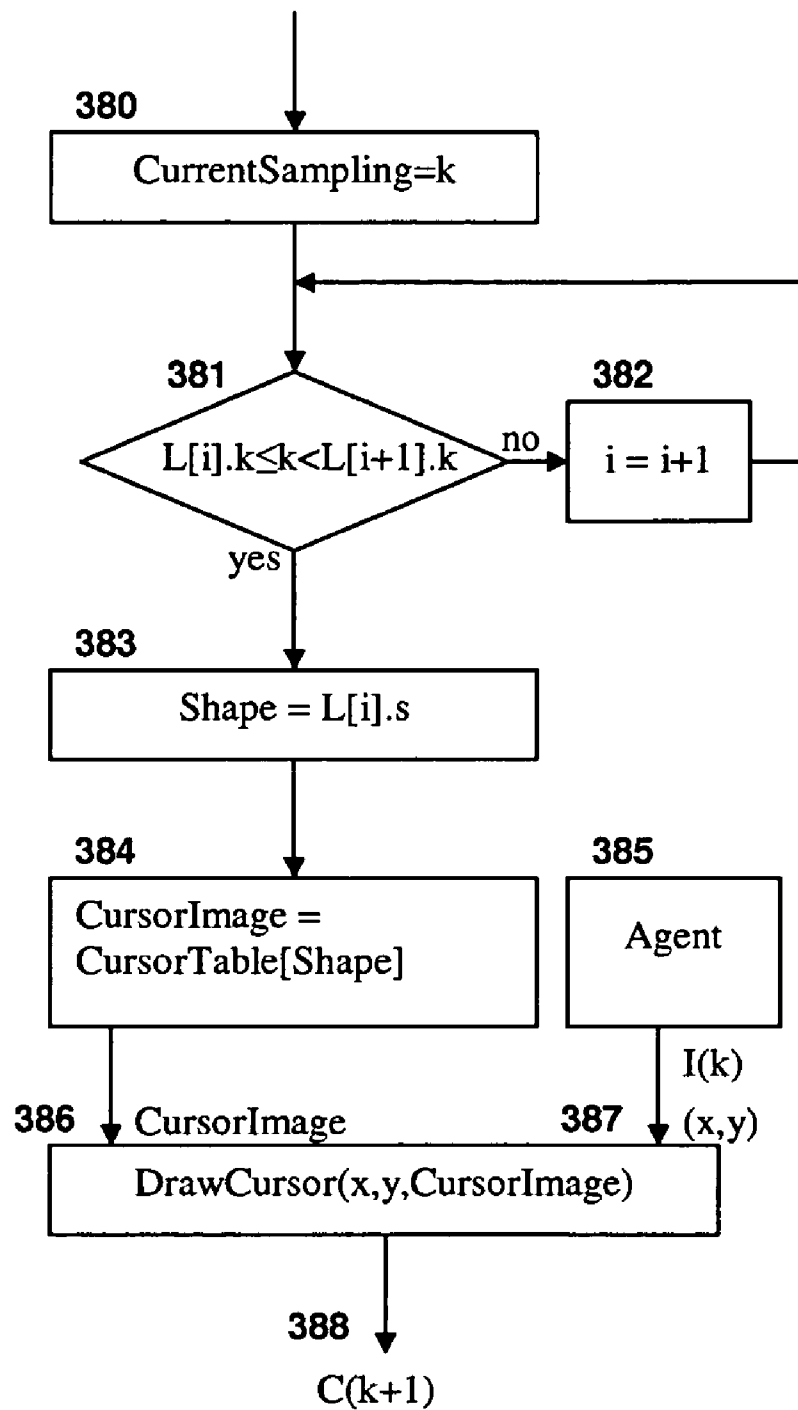 380
CurrentSampling=k
381
L[i].k≤k<L[i+1].k
no
382
i = i+1
yes
383
Shape = L[i].s
384
CursorImage =
CursorTable[Shape]
385
Agent
I(k)
386
CursorImage
387
(x,y)
DrawCursor(x,y,CursorImage)
388
C(k+1)